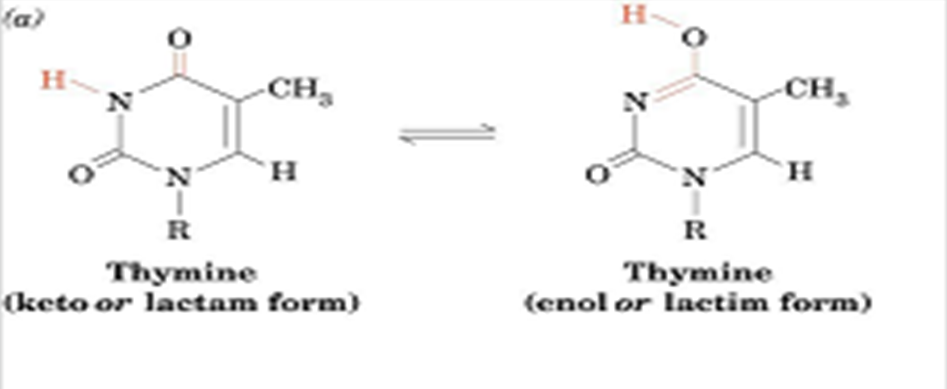 (a)
O H O
H N CH₃ N CH₃
O N H O N H
R R
Thymine Thymine
(keto or lactam form) (enol or lactim form)